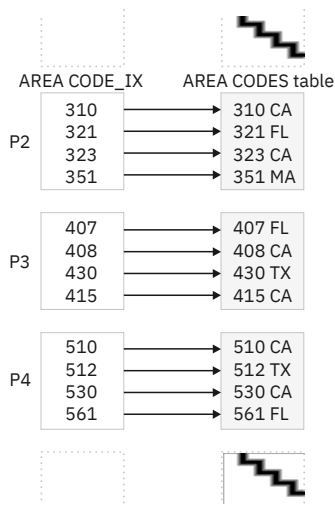 AREA CODE_IX AREA CODES table
P2
310 310 CA
321 321 FL
323 323 CA
351 351 MA
P3
407 407 FL
408 408 CA
430 430 TX
415 415 CA
P4
510 510 CA
512 512 TX
530 530 CA
561 561 FL